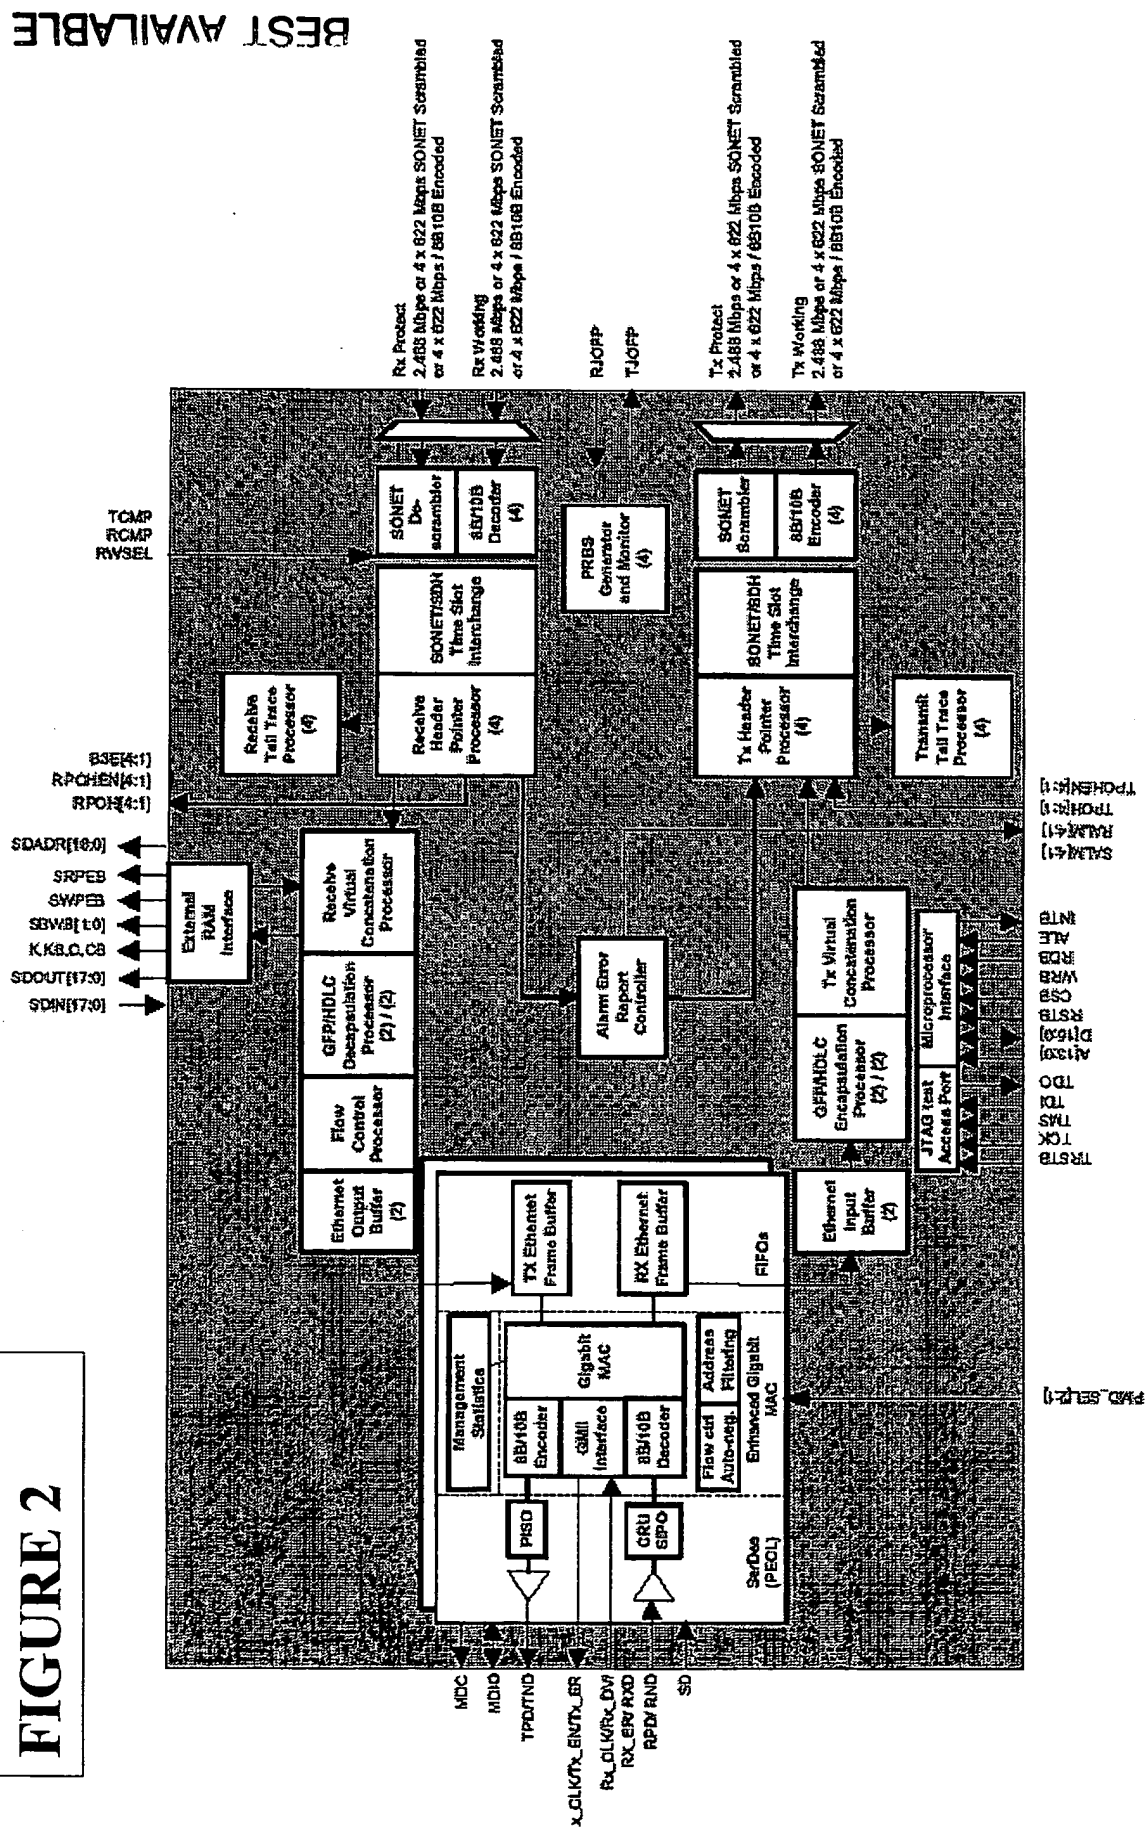 BEST AVAILABLE
FIGURE 2
Rx Protect
2.488 Mbps or 4 x 622 Mbps SONET Scrambled
or 4 x 622 Mbps / 8B10B Encoded
Rx Working
2.488 Mbps or 4 x 622 Mbps SONET Scrambled
or 4 x 622 Mbps / 8B10B Encoded
RJOFP
TJOFP
Tx Protect
2.488 Mbps or 4 x 622 Mbps SONET Scrambled
or 4 x 622 Mbps / 8B10B Encoded
Tx Working
2.488 Mbps or 4 x 622 Mbps SONET Scrambled
or 4 x 622 Mbps / 8B10B Encoded
TCMP
RCMP
RWSEL
SONET
De-
scrambler
8B/10B
Decoder
(4)
PRBS
Generator
and Monitor
(4)
SONET
Scrambler
8B/10B
Encoder
(4)
SONET/SDH
Time Slot
Interchange
SONET/SDH
Time Slot
Interchange
Receive
Tail Trace
Processor
(4)
Receive
Header
Pointer
Processor
(4)
Tx Header
Pointer
Processor
(4)
Transmit
Tail Trace
Processor
(4)
B3E[4:1]
RPOHEN[4:1]
RPOH[4:1]
SDADR[18:0]
SRPEB
SWPEB
SBWB[1:0]
K,KB,C,CB
SDOUT[17:0]
SDIN[17:0]
External
RAM
Interface
Receive
Virtual
Concatenation
Processor
GFP/HDLC
Decapsulation
Processor
(2) / (2)
Flow
Control
Processor
Ethernet
Output
Buffer
(2)
Alarm Error
Report
Controller
Tx Virtual
Concatenation
Processor
GFP/HDLC
Encapsulation
Processor
(2) / (2)
Ethernet
Input
Buffer
(2)
Microprocessor
Interface
JTAG Test
Access Port
TPOHEN[4:1]
TPOH[4:1]
RALM[4:1]
SALM[4:1]
INTB
ALE
RDB
WRB
CSB
RSTB
D[15:0]
A[13:0]
TDO
TDI
TMS
TCK
TRSTB
PMD_SEL[2:1]
TX Ethernet
Frame Buffer
RX Ethernet
Frame Buffer
FIFOs
Management
Statistics
Gigabit
MAC
8B/10B
Encoder
GMII
Interface
8B/10B
Decoder
Address
Filtering
Flow ctrl
Auto-neg.
Enhanced Gigabit
MAC
PISO
CRU
SIPO
SerDes
(PECL)
MDC
MDIO
TPD/TND
x_CLK/Tx_EN/Tx_ER
Rx_CLK/Rx_DV/
RX_ER/ RXD
RPD/ RND
SD